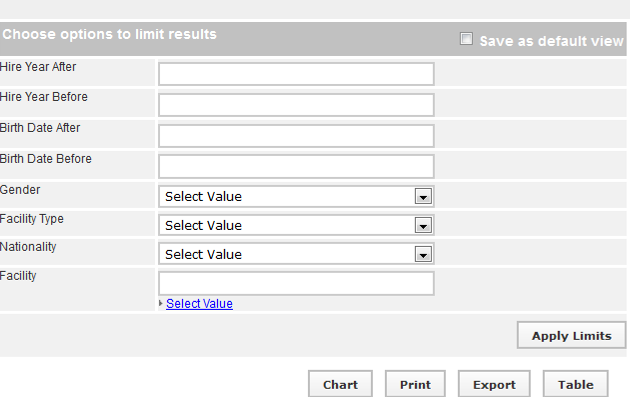 Choose options to limit results
Save as default view
Hire Year After
Hire Year Before
Birth Date After
Birth Date Before
Gender
Select Value
Facility Type
Select Value
Nationality
Select Value
Facility
Select Value
Apply Limits
Chart
Print
Export
Table